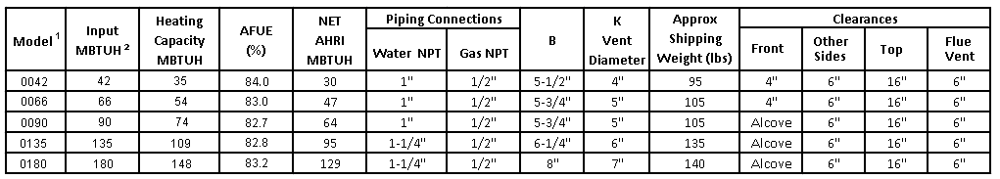 Model 1 Input MBTUH 2 Heating Capacity MBTUH AFUE (%) NET AHRI MBTUH Piping Connections B K Vent Diameter Approx Shipping Weight (lbs) Clearances
Water NPT Gas NPT Front Other Sides Top Flue Vent
0042 42 35 84.0 30 1" 1/2" 5-1/2" 4" 95 4" 6" 16" 6"
0066 66 54 83.0 47 1" 1/2" 5-3/4" 5" 105 4" 6" 16" 6"
0090 90 74 82.7 64 1" 1/2" 5-3/4" 5" 105 Alcove 6" 16" 6"
0135 135 109 82.8 95 1-1/4" 1/2" 6-1/4" 6" 135 Alcove 6" 16" 6"
0180 180 148 83.2 129 1-1/4" 1/2" 8" 7" 140 Alcove 6" 16" 6"